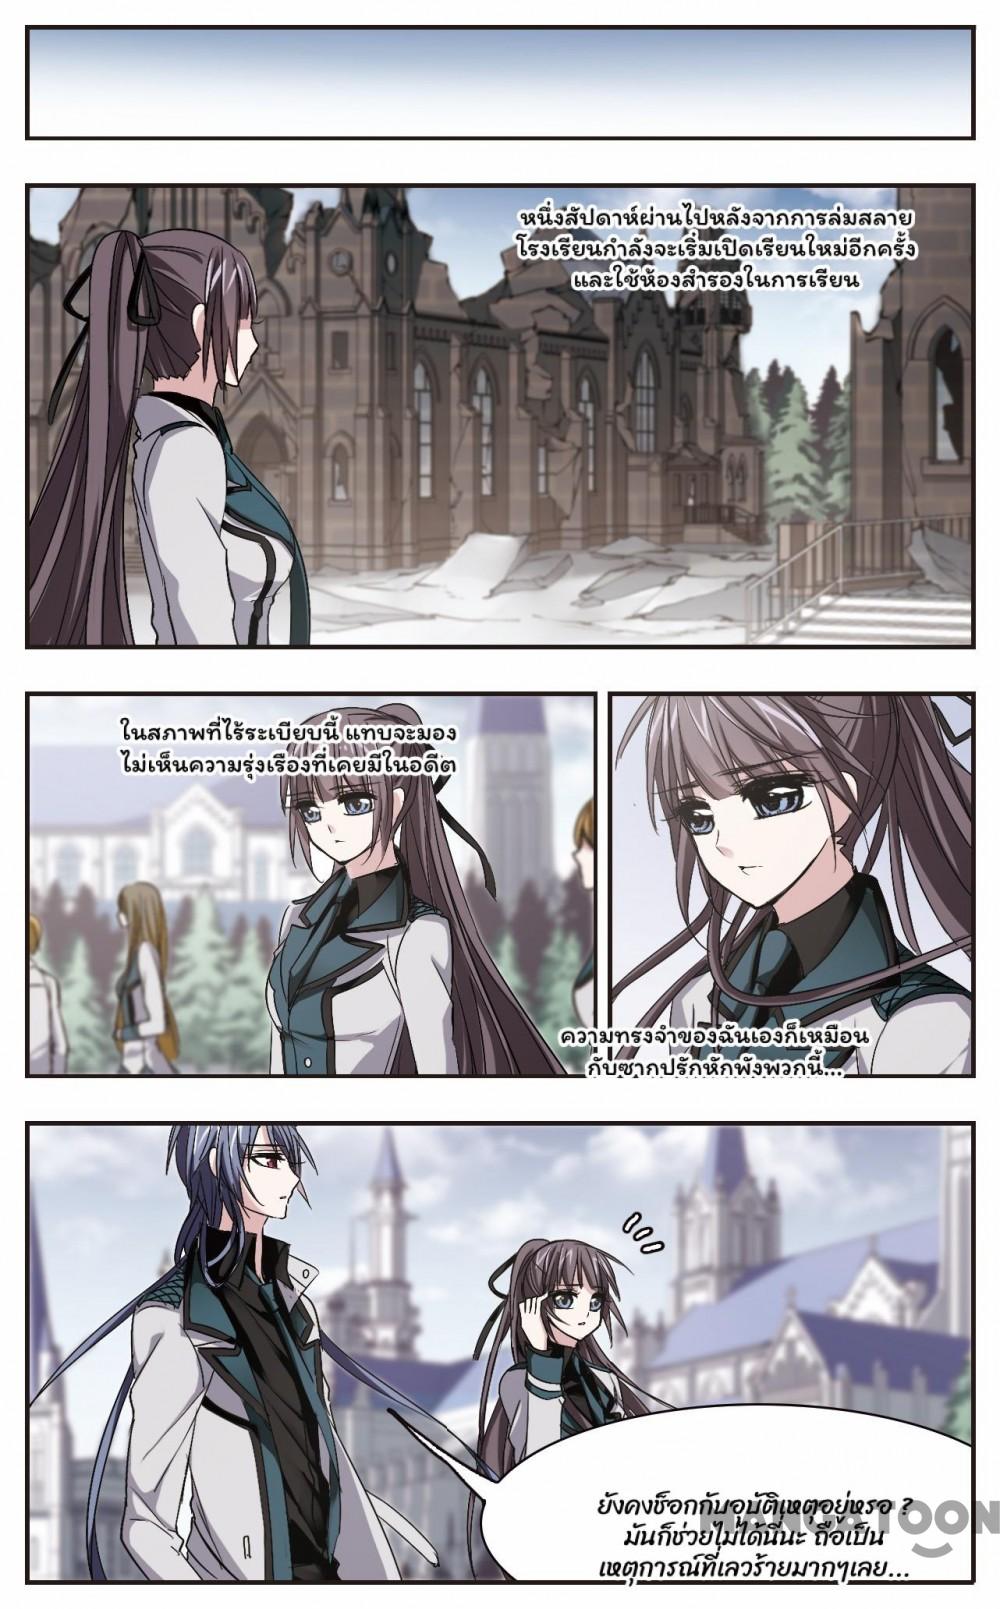 หนึ่งสัปดาห์ผ่านไปหลังจากการล่มสลาย
โรงเรียนกำลังจะเริ่มเปิดเรียนใหม่อีกครั้ง
และใช้ห้องสำรองในการเรียน
ในสภาพที่ไร้ระเบียบนี้ แทบจะมอง
ไม่เห็นความรุ่งเรืองที่เคยมีในอดีต
ความทรงจำของฉันเองก็เหมือน
กับซากปรักหักพังพวกนี้...
ยังคงช็อกกับอุบัติเหตุอยู่หรอ ?
มันก็ช่วยไม่ได้นี่นะ ถือเป็น
เหตุการณ์ที่เลวร้ายมากๆเลย...
MANGATOON